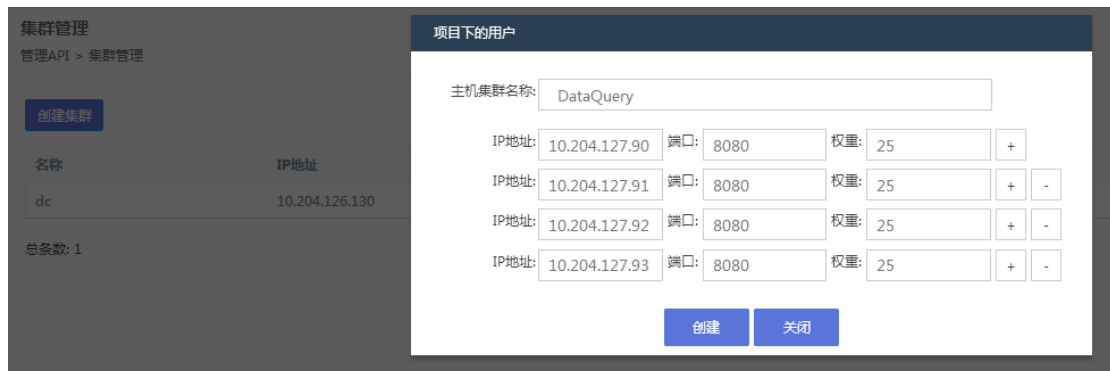 集群管理
管理API > 集群管理
创建集群
名称 IP地址
dc 10.204.126.130
总条数: 1
项目下的用户
主机集群名称: DataQuery
IP地址: 10.204.127.90 端口: 8080 权重: 25 +
IP地址: 10.204.127.91 端口: 8080 权重: 25 + -
IP地址: 10.204.127.92 端口: 8080 权重: 25 + -
IP地址: 10.204.127.93 端口: 8080 权重: 25 + -
创建 关闭